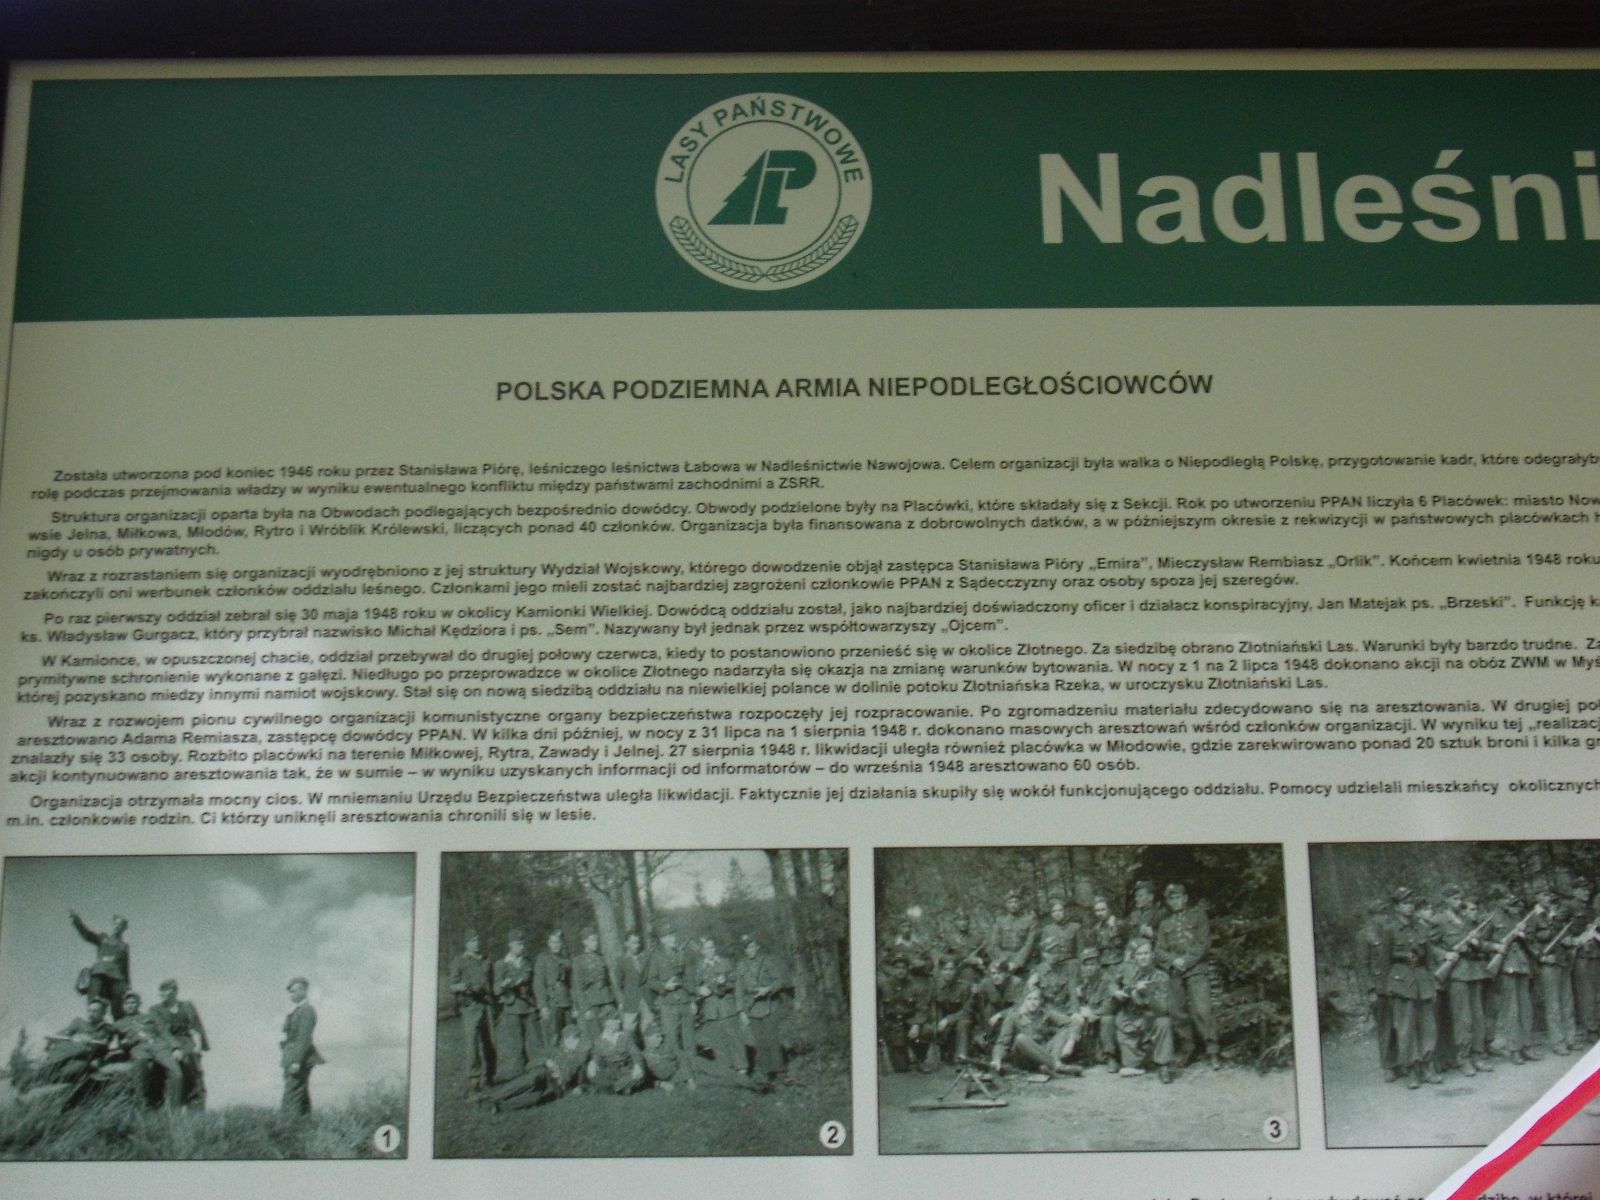 LASY PAŃSTWOWE
LP
Nadleśni
POLSKA PODZIEMNA ARMIA NIEPODLEGŁOŚCIOWCÓW
Została utworzona pod koniec 1946 roku przez Stanisława Piórę, leśniczego leśnictwa Łabowa w Nadleśnictwie Nawojowa. Celem organizacji była walka o Niepodległą Polskę, przygotowanie kadr, które odegrałyby
rolę podczas przejmowania władzy w wyniku ewentualnego konfliktu między państwami zachodnimi a ZSRR.
Struktura organizacji oparta była na Obwodach podlegających bezpośrednio dowódcy. Obwody podzielone były na Placówki, które składały się z Sekcji. Rok po utworzeniu PPAN liczyła 6 Placówek: miasto Now
wsie Jelna, Miłkowa, Młodów, Rytro i Wróblik Królewski, liczących ponad 40 członków. Organizacja była finansowana z dobrowolnych datków, a w późniejszym okresie z rekwizycji w państwowych placówkach h
nigdy u osób prywatnych.
Wraz z rozrastaniem się organizacji wyodrębniono z jej struktury Wydział Wojskowy, którego dowodzenie objął zastępca Stanisława Pióry „Emira”, Mieczysław Rembiasz „Orlik”. Końcem kwietnia 1948 roku
zakończyli oni werbunek członków oddziału leśnego. Członkami jego mieli zostać najbardziej zagrożeni członkowie PPAN z Sądecczyzny oraz osoby spoza jej szeregów.
Po raz pierwszy oddział zebrał się 30 maja 1948 roku w okolicy Kamionki Wielkiej. Dowódcą oddziału został, jako najbardziej doświadczony oficer i działacz konspiracyjny, Jan Matejak ps. „Brzeski”. Funkcję k
ks. Władysław Gurgacz, który przybrał nazwisko Michał Kędziora i ps. „Sem”. Nazywany był jednak przez współtowarzyszy „Ojcem”.
W Kamionce, w opuszczonej chacie, oddział przebywał do drugiej połowy czerwca, kiedy to postanowiono przenieść się w okolice Złotnego. Za siedzibę obrano Złotniański Las. Warunki były barzdo trudne. Za
prymitywne schronienie wykonane z gałęzi. Niedługo po przeprowadzce w okolice Złotnego nadarzyła się okazja na zmianę warunków bytowania. W nocy z 1 na 2 lipca 1948 dokonano akcji na obóz ZWM w Myś
której pozyskano miedzy innymi namiot wojskowy. Stał się on nową siedzibą oddziału na niewielkiej polance w dolinie potoku Złotniańska Rzeka, w uroczysku Złotniański Las.
Wraz z rozwojem pionu cywilnego organizacji komunistyczne organy bezpieczeństwa rozpoczęły jej rozpracowanie. Po zgromadzeniu materiału zdecydowano się na aresztowania. W drugiej poł
aresztowano Adama Remiasza, zastępcę dowódcy PPAN. W kilka dni później, w nocy z 31 lipca na 1 sierpnia 1948 r. dokonano masowych aresztowań wśród członków organizacji. W wyniku tej „realizacj
znalazły się 33 osoby. Rozbito placówki na terenie Miłkowej, Rytra, Zawady i Jelnej. 27 sierpnia 1948 r. likwidacji uległa również placówka w Młodowie, gdzie zarekwirowano ponad 20 sztuk broni i kilka gr
akcji kontynuowano aresztowania tak, że w sumie – w wyniku uzyskanych informacji od informatorów – do września 1948 aresztowano 60 osób.
Organizacja otrzymała mocny cios. W mniemaniu Urzędu Bezpieczeństwa uległa likwidacji. Faktycznie jej działania skupiły się wokół funkcjonującego oddziału. Pomocy udzielali mieszkańcy okolicznych
m.in. członkowie rodzin. Ci którzy uniknęli aresztowania chronili się w lesie.
1
2
3